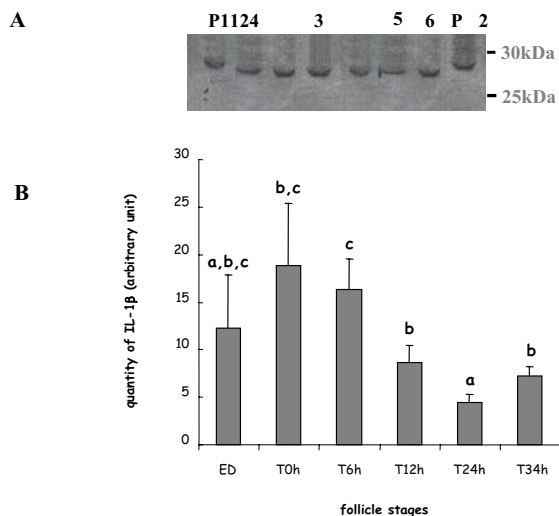 A
P1124 3 5 6 P 2
30kDa
25kDa
B
quantity of IL-1β (arbitrary unit)
30
25
20
15
10
5
0
a,b,c
b,c
c
b
a
b
ED T0h T6h T12h T24h T34h
follicle stages